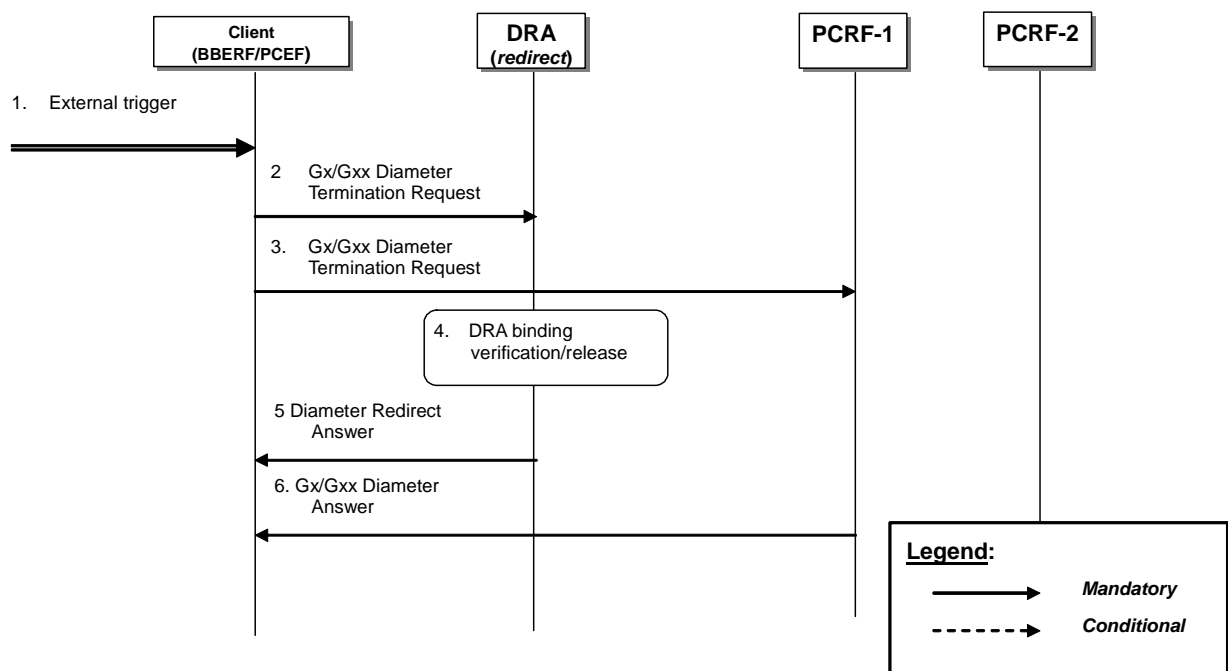 Client
(BBERF/PCEF)
DRA
(redirect)
PCRF-1
PCRF-2
1. External trigger
2 Gx/Gxx Diameter
Termination Request
3. Gx/Gxx Diameter
Termination Request
4. DRA binding
verification/release
5 Diameter Redirect
Answer
6. Gx/Gxx Diameter
Answer
Legend:
Mandatory
Conditional